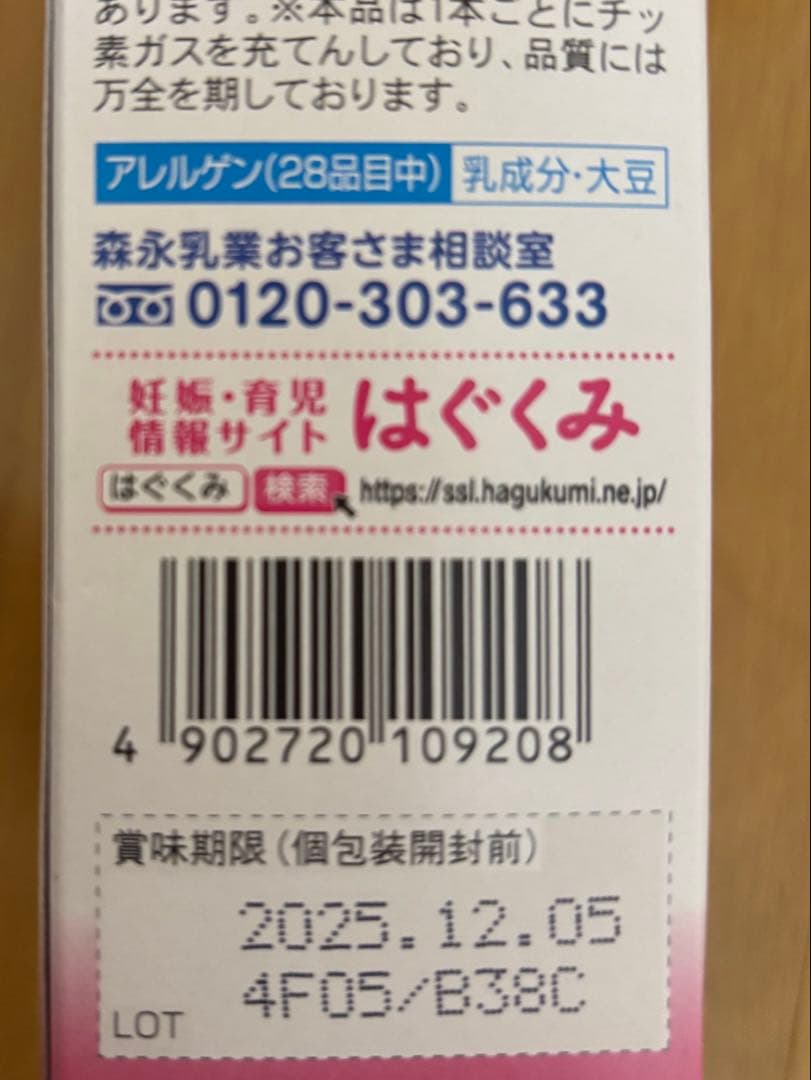 あります。※本品は1本ごとにチッ
素ガスを充てんしており、品質には
万全を期しております。
アレルゲン(28品目中) 乳成分・大豆
森永乳業お客さま相談室
0120-303-633
妊娠・育児
情報サイト はぐくみ
はぐくみ 検索 https://ssl.hagukumi.ne.jp/
4 902720 109208
賞味期限(個包装開封前)
2025.12.05
4F05/B38C
LOT